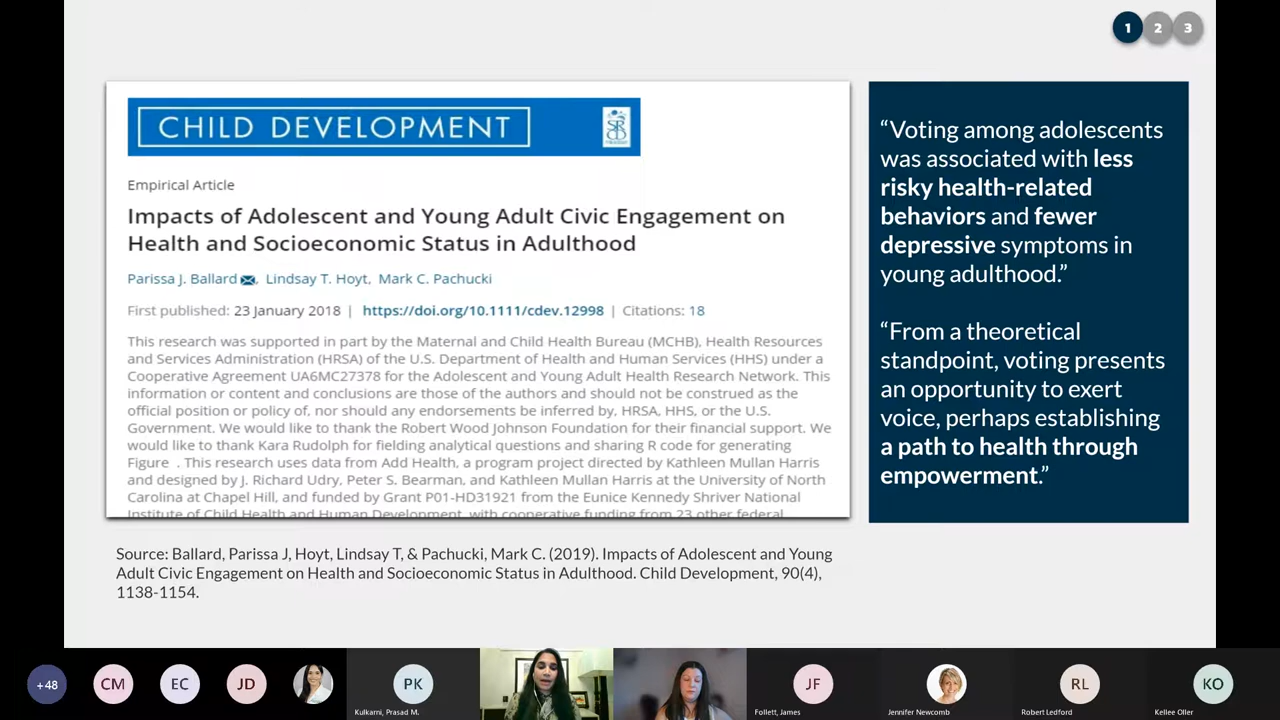 1 2 3
CHILD DEVELOPMENT
Empirical Article
Impacts of Adolescent and Young Adult Civic Engagement on
Health and Socioeconomic Status in Adulthood
Parissa J. Ballard, Lindsay T. Hoyt, Mark C. Pachucki
First published: 23 January 2018 | https://doi.org/10.1111/cdev.12998 | Citations: 18
This research was supported in part by the Maternal and Child Health Bureau (MCHB), Health Resources
and Services Administration (HRSA) of the U.S. Department of Health and Human Services (HHS) under a
Cooperative Agreement UA6MC27378 for the Adolescent and Young Adult Health Research Network. This
information or content and conclusions are those of the authors and should not be construed as the
official position or policy of, nor should any endorsements be inferred by, HRSA, HHS, or the U.S.
Government. We would like to thank the Robert Wood Johnson Foundation for their financial support. We
would like to thank Kara Rudolph for fielding analytical questions and sharing R code for generating
Figure . This research uses data from Add Health, a program project directed by Kathleen Mullan Harris
and designed by J. Richard Udry, Peter S. Bearman, and Kathleen Mullan Harris at the University of North
Carolina at Chapel Hill, and funded by Grant P01-HD31921 from the Eunice Kennedy Shriver National
Institute of Child Health and Human Development, with cooperative funding from 23 other federal
“Voting among adolescents
was associated with less
risky health-related
behaviors and fewer
depressive symptoms in
young adulthood.”
“From a theoretical
standpoint, voting presents
an opportunity to exert
voice, perhaps establishing
a path to health through
empowerment.”
Source: Ballard, Parissa J, Hoyt, Lindsay T, & Pachucki, Mark C. (2019). Impacts of Adolescent and Young
Adult Civic Engagement on Health and Socioeconomic Status in Adulthood. Child Development, 90(4),
1138-1154.
+48 CM EC JD PK JF RL KO
Kulkarni, Prasad M. Follett, James Jennifer Newcomb Robert Ledford Kellee Oller